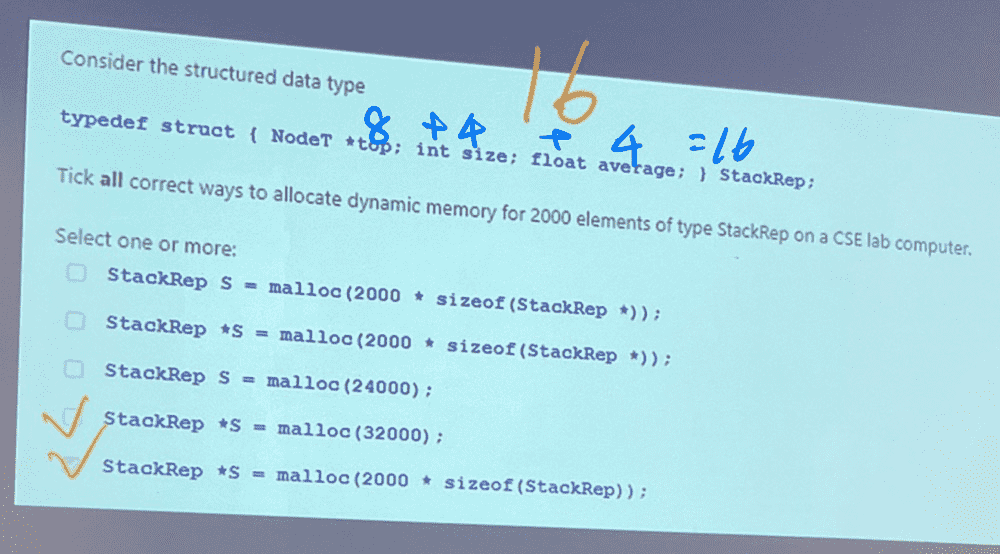 Consider the structured data type
16
8 + 4 + 4 = 16
typedef struct { NodeT *top; int size; float average; } StackRep;
Tick all correct ways to allocate dynamic memory for 2000 elements of type StackRep on a CSE lab computer.
Select one or more:
StackRep S = malloc(2000 * sizeof(StackRep *));
StackRep *S = malloc(2000 * sizeof(StackRep *));
StackRep S = malloc(24000);
StackRep *S = malloc(32000);
StackRep *S = malloc(2000 * sizeof(StackRep));